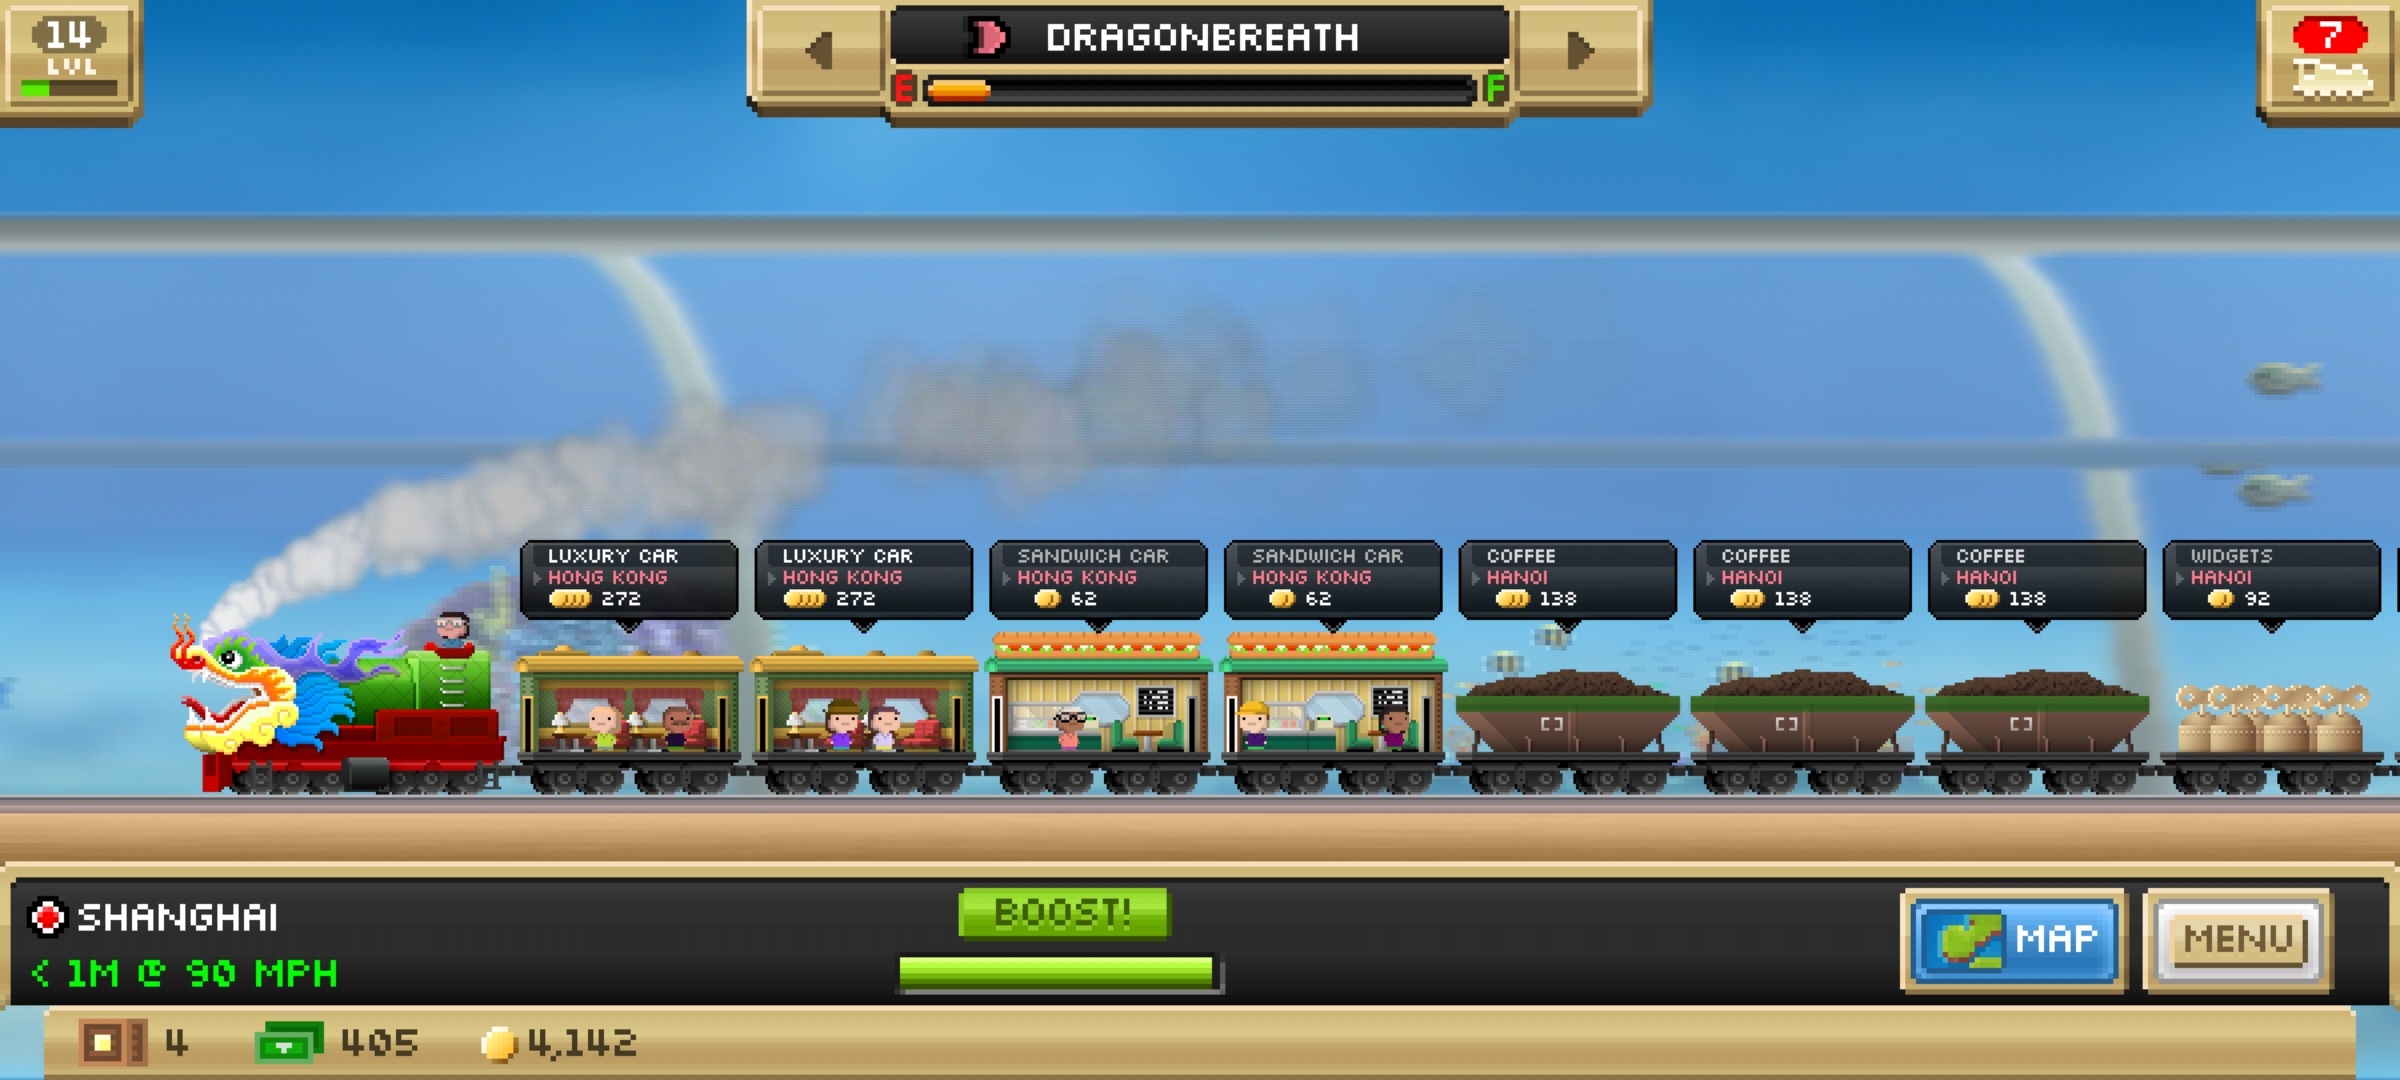 14
LVL
DRAGONBREATH
E F
7
LUXURY CAR
HONG KONG
272
LUXURY CAR
HONG KONG
272
SANDWICH CAR
HONG KONG
62
SANDWICH CAR
HONG KONG
62
COFFEE
HANOI
138
COFFEE
HANOI
138
COFFEE
HANOI
138
WIDGETS
HANOI
92
SHANGHAI
< 1M @ 90 MPH
BOOST!
MAP
MENU
4
405
4,142